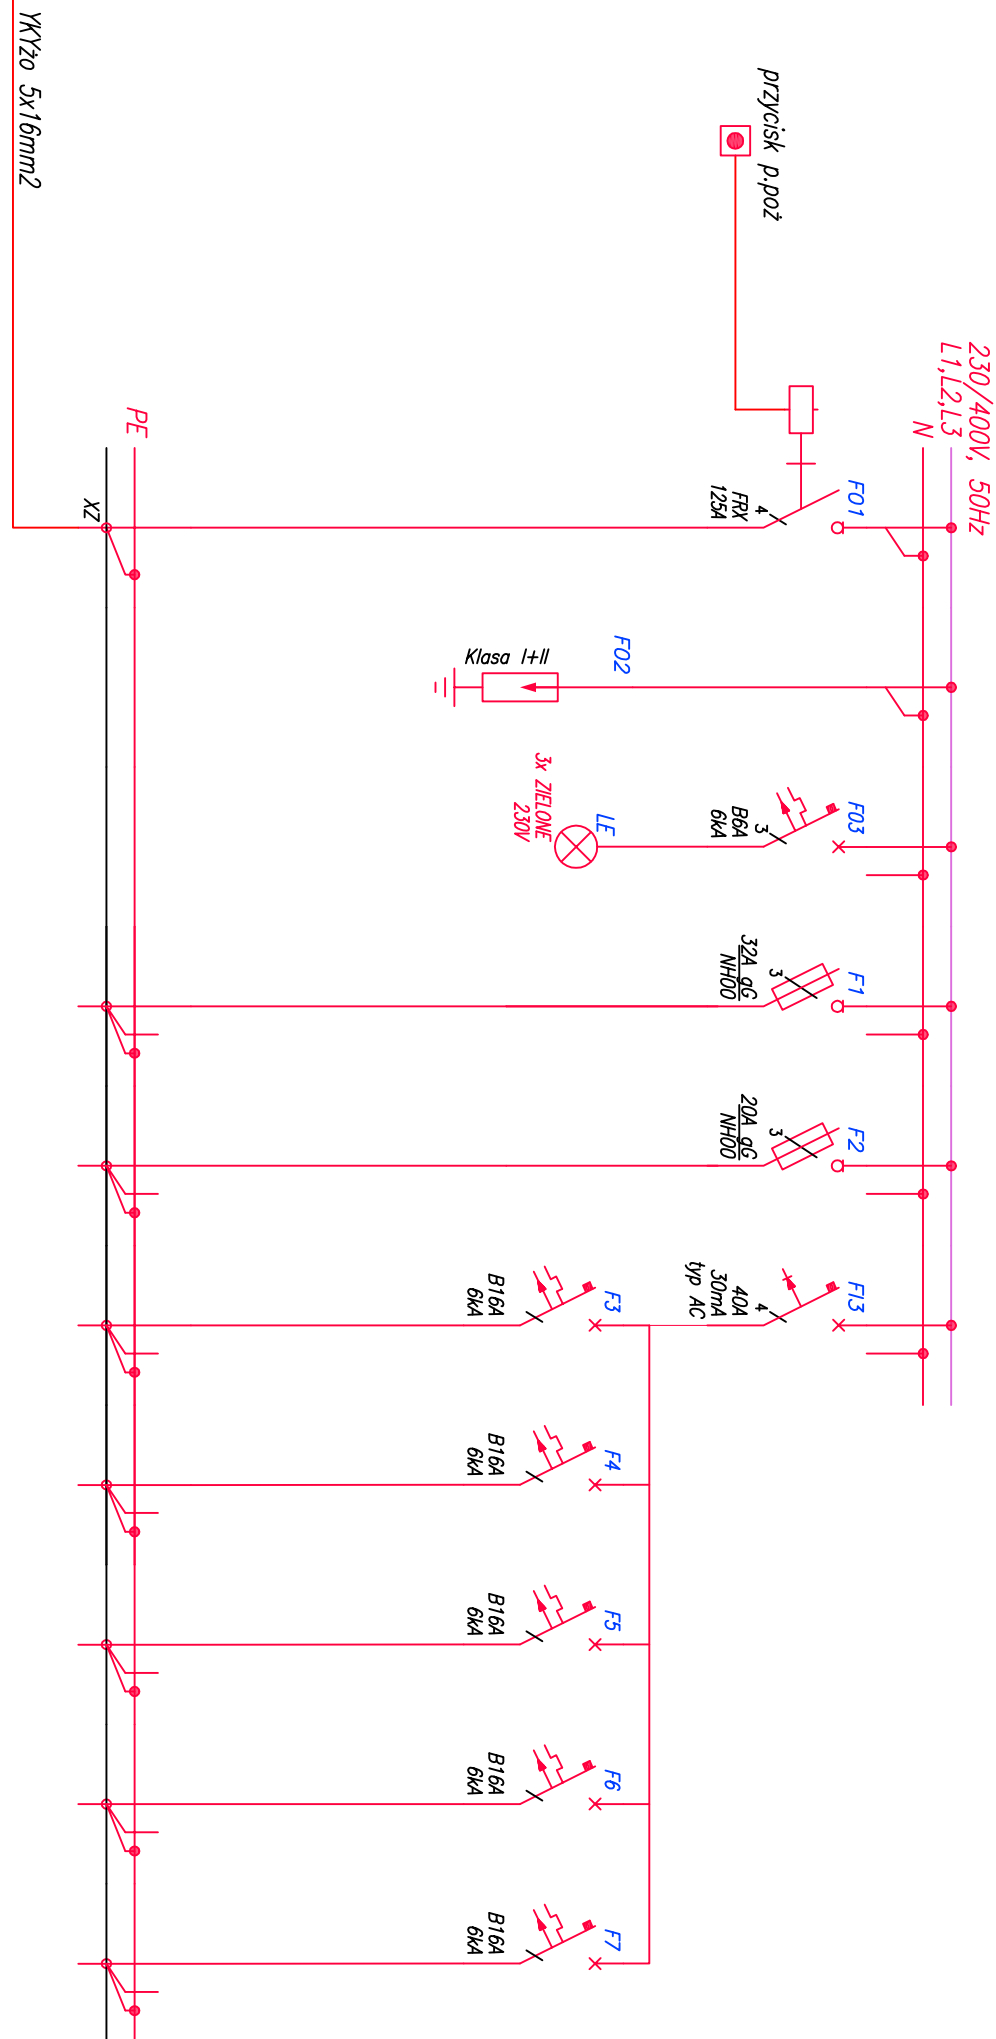 230/400V, 50Hz
L1,L2,L3
N
przycisk p.poż
F01
4
FRX
125A
F02
Klasa I+II
F03
3
B6A
6kA
LE
3x ZIELONE
230V
F1
3
32A gG
NH00
F2
3
20A gG
NH00
FI3
4
40A
30mA
typ AC
F3
B16A
6kA
F4
B16A
6kA
F5
B16A
6kA
F6
B16A
6kA
F7
B16A
6kA
PE
XZ
YKYżo 5x16mm2